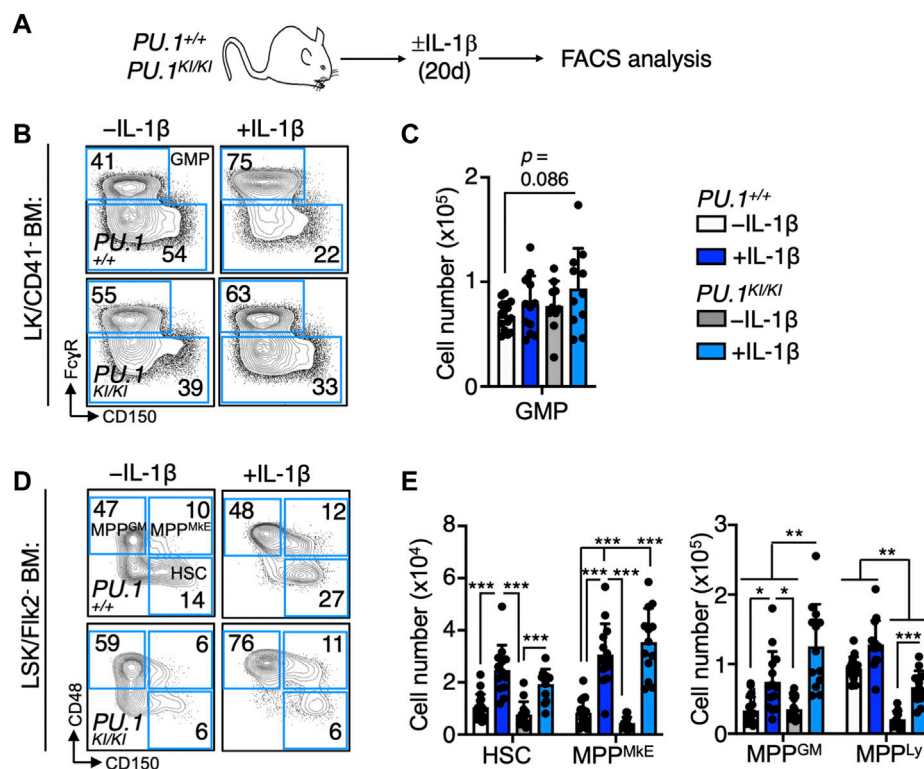 A
PU.1+/+
PU.1KI/KI
±IL-1β
(20d)
FACS analysis
B
–IL-1β
+IL-1β
LK/CD41- BM:
41
GMP
75
PU.1
+/+
54
22
55
63
PU.1
KI/KI
39
33
FcγR
CD150
C
p =
0.086
Cell number (x10⁵)
2
1
0
GMP
PU.1+/+
–IL-1β
+IL-1β
PU.1KI/KI
–IL-1β
+IL-1β
D
–IL-1β
+IL-1β
LSK/Flk2- BM:
47
10
48
12
MPPGM
MPPMkE
HSC
PU.1
+/+
14
27
59
6
76
11
PU.1
KI/KI
6
6
CD48
CD150
E
Cell number (x10⁴)
8
6
4
2
0
***
***
***
***
***
***
***
HSC
MPPMkE
Cell number (x10⁵)
3
2
1
0
**
*
*
**
***
MPPGM
MPPLy